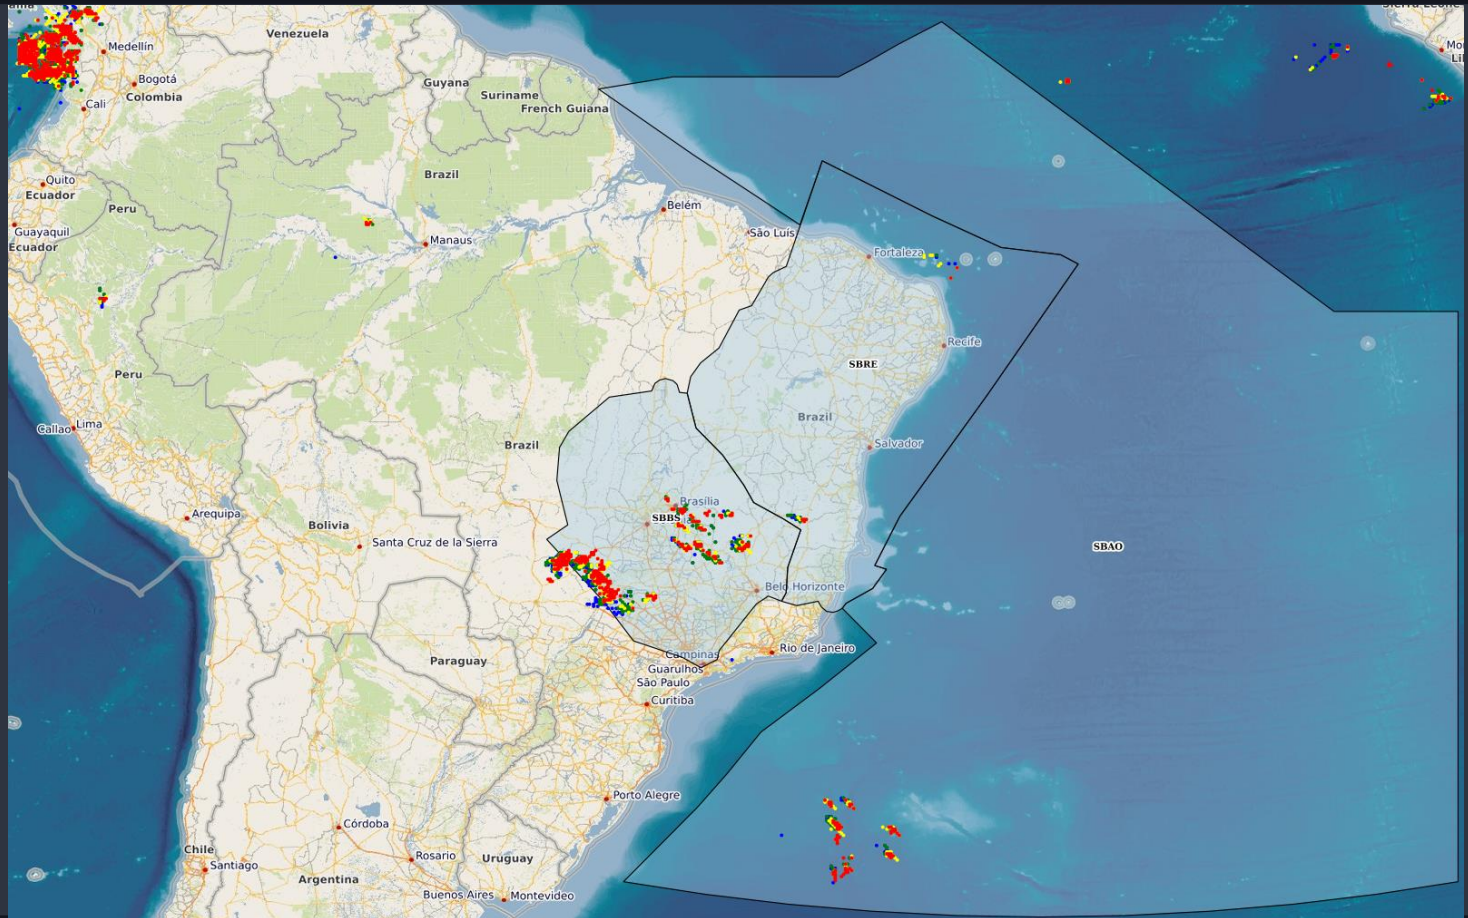 Venezuela
Medellín
Bogotá
Colombia
Cali
Guyana
Suriname
French Guiana
Quito
Ecuador
Peru
Guayaquil
Ecuador
Brazil
Manaus
Belém
São Luís
Fortaleza
Recife
SBRE
Peru
Callao
Lima
Brazil
Brazil
Salvador
Arequipa
Bolivia
Santa Cruz de la Sierra
Brasília
SBBS
SBAO
Belo Horizonte
Paraguay
Campinas
Guarulhos
São Paulo
Rio de Janeiro
Curitiba
Porto Alegre
Córdoba
Chile
Santiago
Rosario
Uruguay
Argentina
Buenos Aires
Montevideo